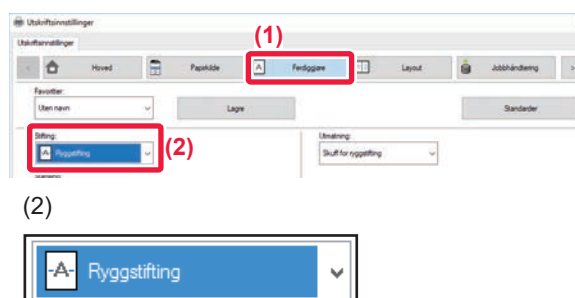 Utskriftsinnstillinger
Utskriftsinnstillinger
(1)
Hoved Papirkilde A Ferdiggjøre Layout Jobbhåndtering
Favoritter:
Uten navn Lagre Standarder
Stifting: Utmatning:
-A- Ryggstifting (2) Skuff for ryggstifting
(2)
-A- Ryggstifting